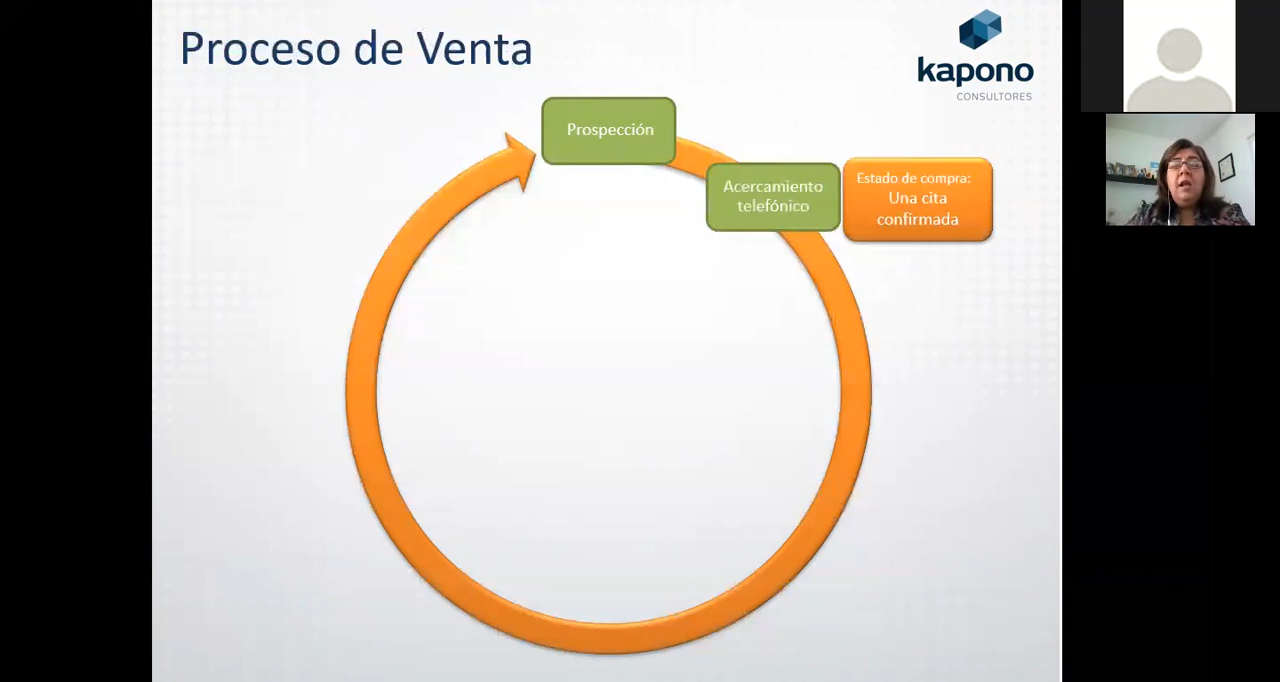 Proceso de Venta
kapono
CONSULTORES
Prospección
Acercamiento
telefónico
Estado de compra:
Una cita
confirmada